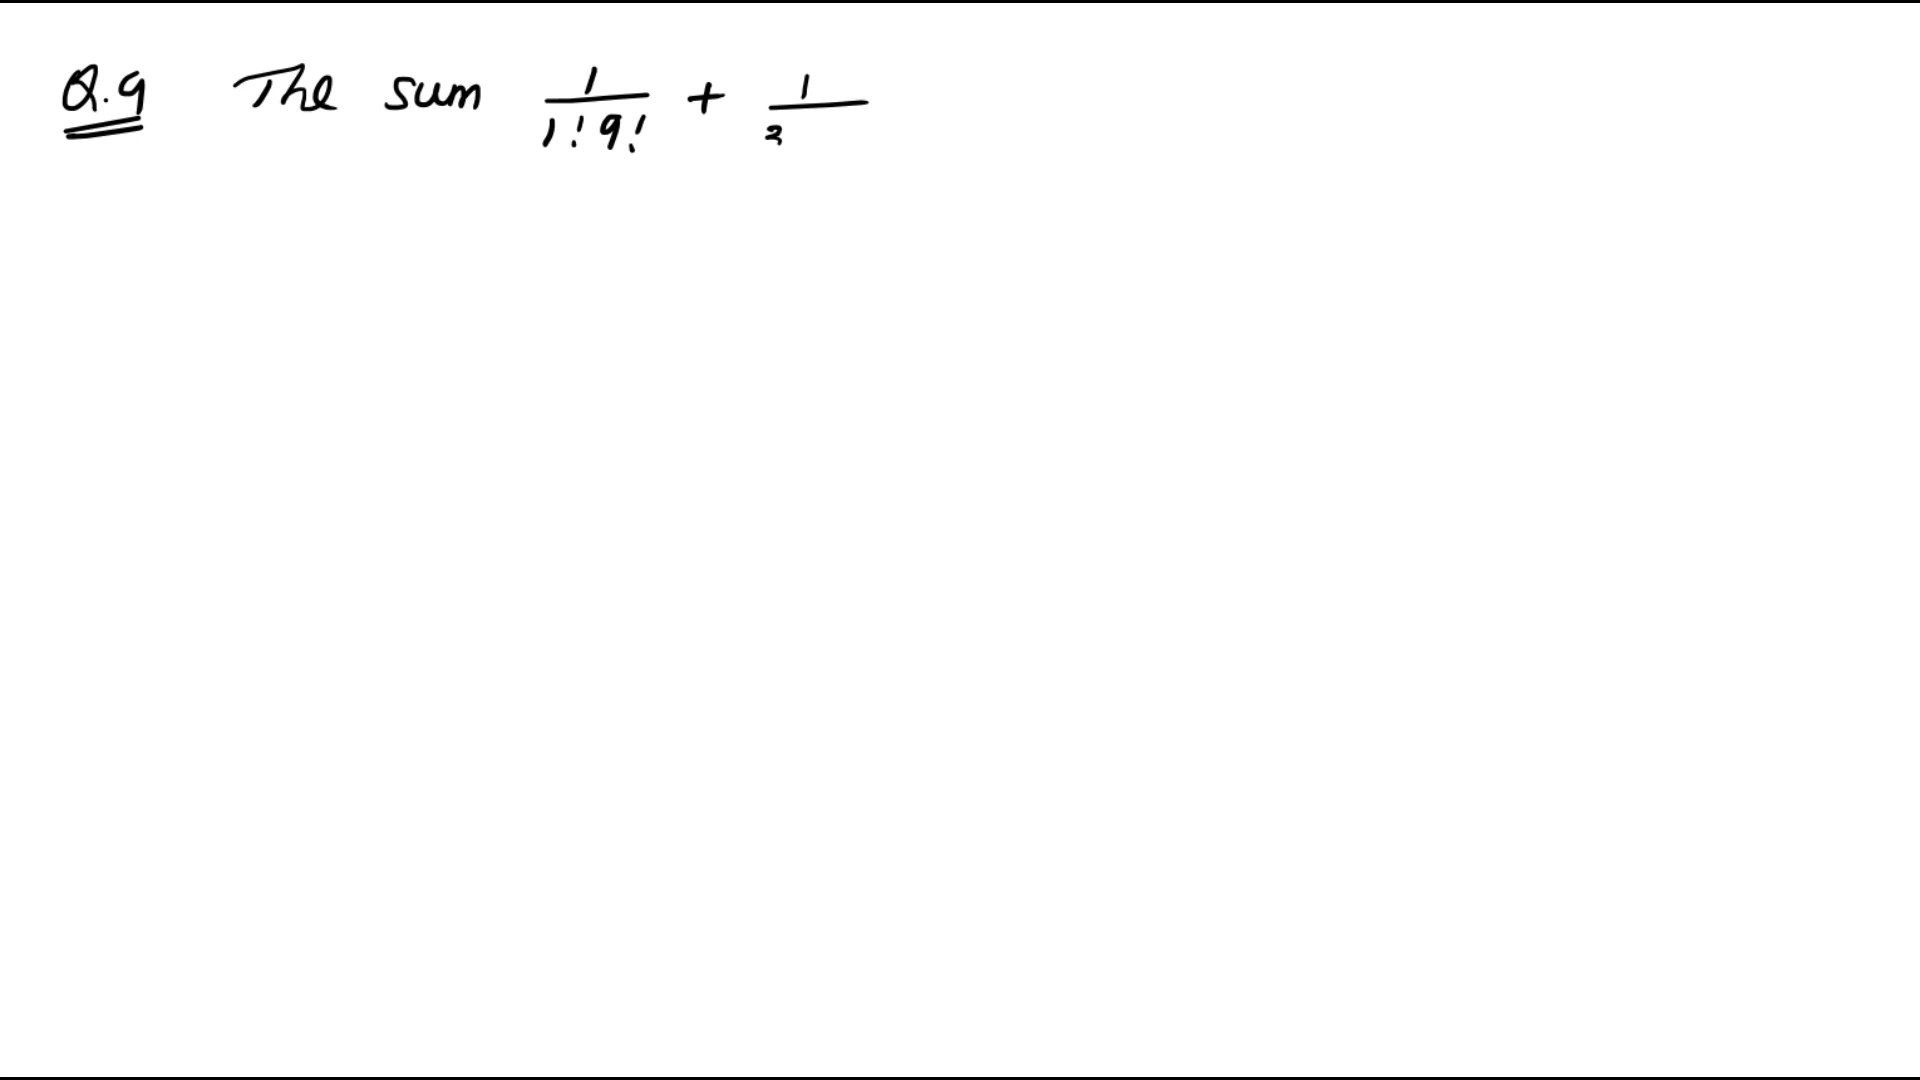 Q.9 The sum 1/(1! 9!) + 1/3